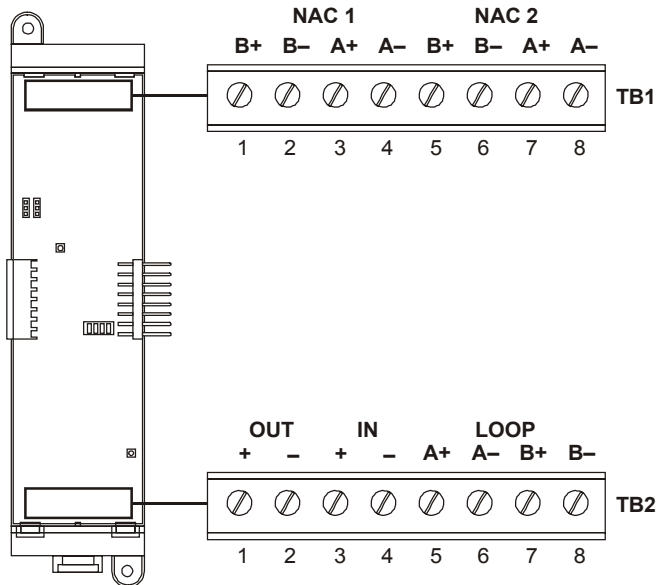 NAC 1 NAC 2
B+ B– A+ A– B+ B– A+ A–
TB1
1 2 3 4 5 6 7 8
OUT IN LOOP
+ – + – A+ A– B+ B–
TB2
1 2 3 4 5 6 7 8